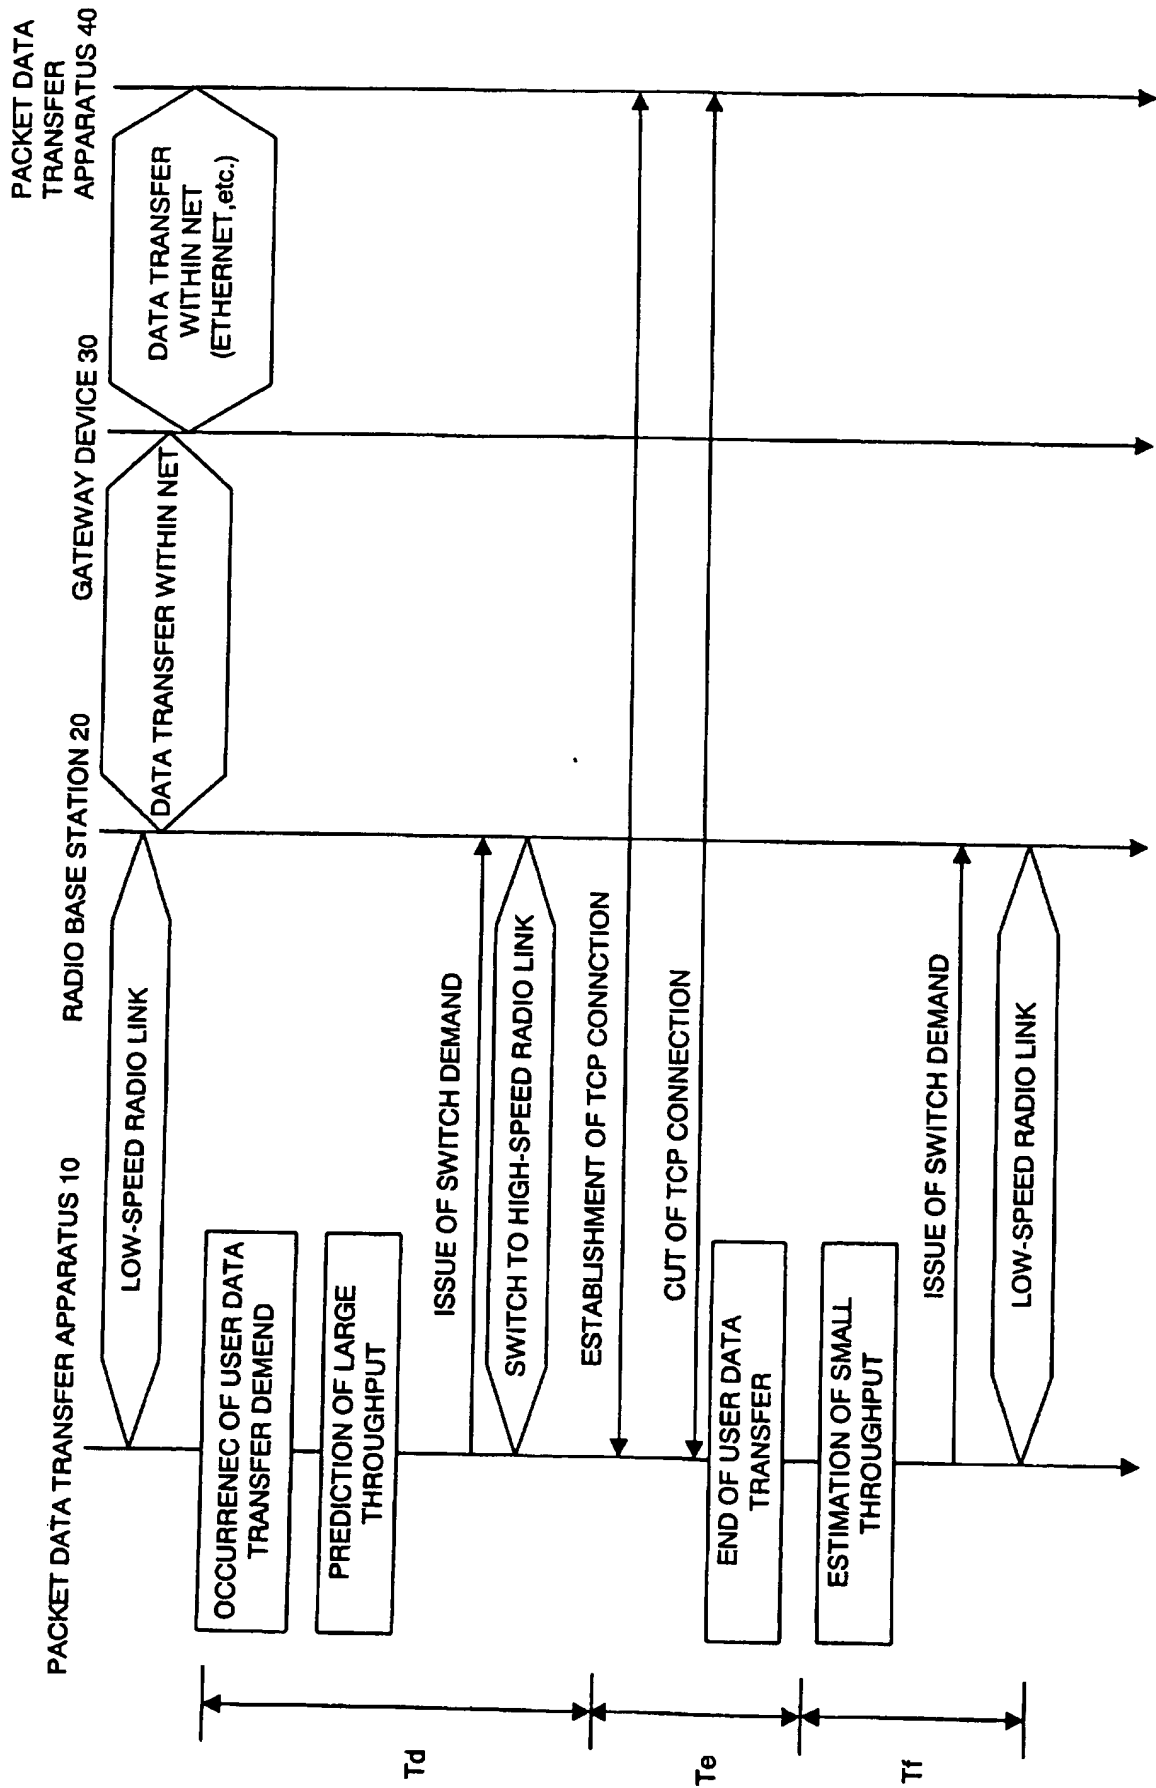 PACKET DATA TRANSFER APPARATUS 10
RADIO BASE STATION 20
GATEWAY DEVICE 30
PACKET DATA
TRANSFER
APPARATUS 40
LOW-SPEED RADIO LINK
DATA TRANSFER WITHIN NET
DATA TRANSFER
WITHIN NET
(ETHERNET,etc.)
OCCURRENEC OF USER DATA
TRANSFER DEMEND
PREDICTION OF LARGE
THROUGHPUT
ISSUE OF SWITCH DEMAND
SWITCH TO HIGH-SPEED RADIO LINK
Td
ESTABLISHMENT OF TCP CONNCTION
CUT OF TCP CONNECTION
END OF USER DATA
TRANSFER
Te
ESTIMATION OF SMALL
THROUGHPUT
ISSUE OF SWITCH DEMAND
LOW-SPEED RADIO LINK
Tf